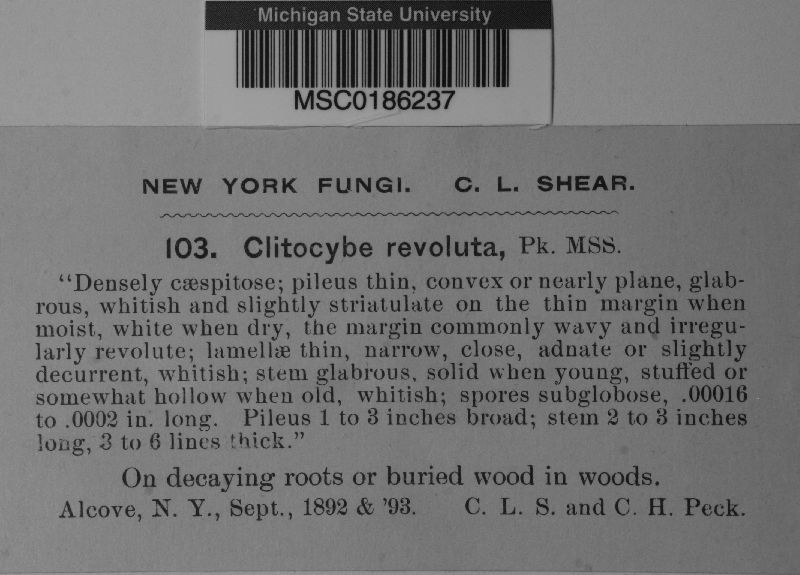 Michigan State University
MSC0186237
NEW YORK FUNGI. C. L. SHEAR.
103. Clitocybe revoluta, Pk. MSS.
"Densely cæspitose; pileus thin, convex or nearly plane, glab-
rous, whitish and slightly striatulate on the thin margin when
moist, white when dry, the margin commonly wavy and irregu-
larly revolute; lamellæ thin, narrow, close, adnate or slightly
decurrent, whitish; stem glabrous, solid when young, stuffed or
somewhat hollow when old, whitish; spores subglobose, .00016
to .0002 in. long. Pileus 1 to 3 inches broad; stem 2 to 3 inches
long, 3 to 6 lines thick."
On decaying roots or buried wood in woods.
Alcove, N. Y., Sept., 1892 & '93. C. L. S. and C. H. Peck.